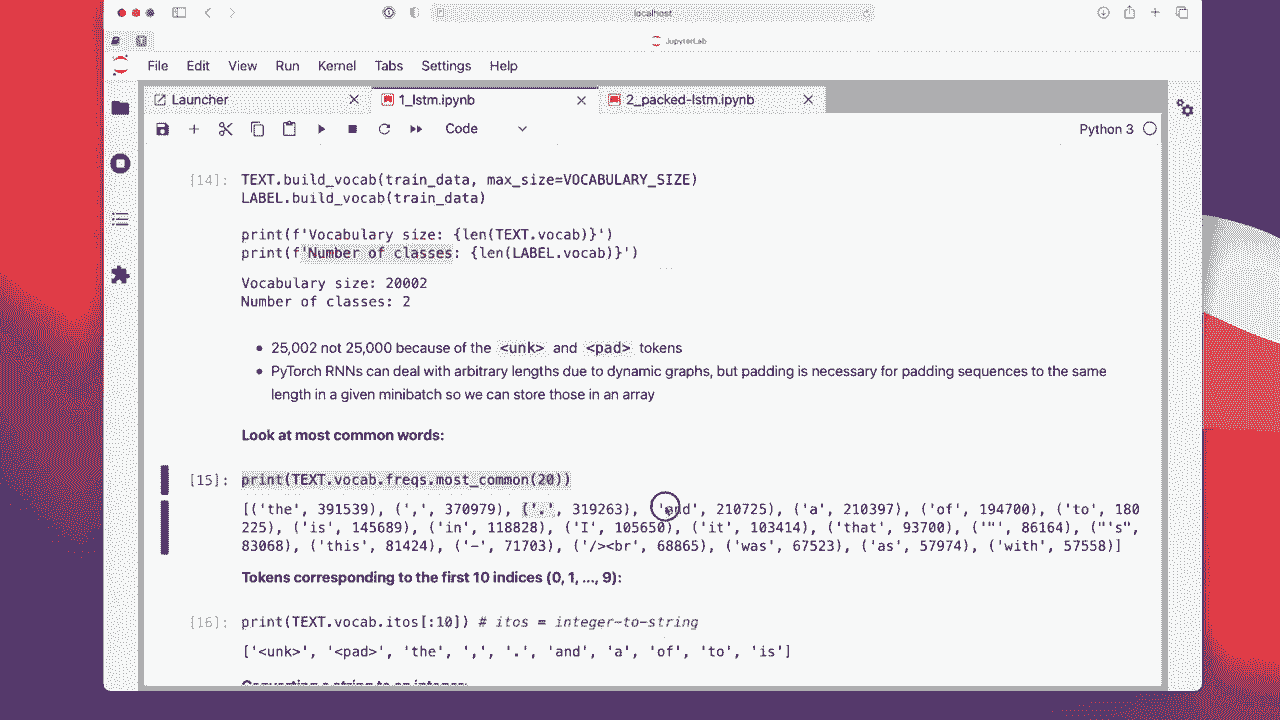 localhost
JupyterLab
File Edit View Run Kernel Tabs Settings Help
Launcher 1_lstm.ipynb 2_packed-lstm.ipynb
Code Python 3
[14]: TEXT.build_vocab(train_data, max_size=VOCABULARY_SIZE)
LABEL.build_vocab(train_data)
print(f'Vocabulary size: {len(TEXT.vocab)}')
print(f'Number of classes: {len(LABEL.vocab)}')
Vocabulary size: 20002
Number of classes: 2
• 25,002 not 25,000 because of the <unk> and <pad> tokens
• PyTorch RNNs can deal with arbitrary lengths due to dynamic graphs, but padding is necessary for padding sequences to the same
length in a given minibatch so we can store those in an array
Look at most common words:
[15]: print(TEXT.vocab.freqs.most_common(20))
[('the', 391539), (',', 370979), ('.', 319263), ('and', 210725), ('a', 210397), ('of', 194700), ('to', 180
225), ('is', 145689), ('in', 118828), ('I', 105650), ('it', 103414), ('that', 93700), ('"', 86164), ("'s",
83068), ('this', 81424), ('-', 71703), ('/><br', 68865), ('was', 67523), ('as', 57974), ('with', 57558)]
Tokens corresponding to the first 10 indices (0, 1, ..., 9):
[16]: print(TEXT.vocab.itos[:10]) # itos = integer-to-string
['<unk>', '<pad>', 'the', ',', '.', 'and', 'a', 'of', 'to', 'is']